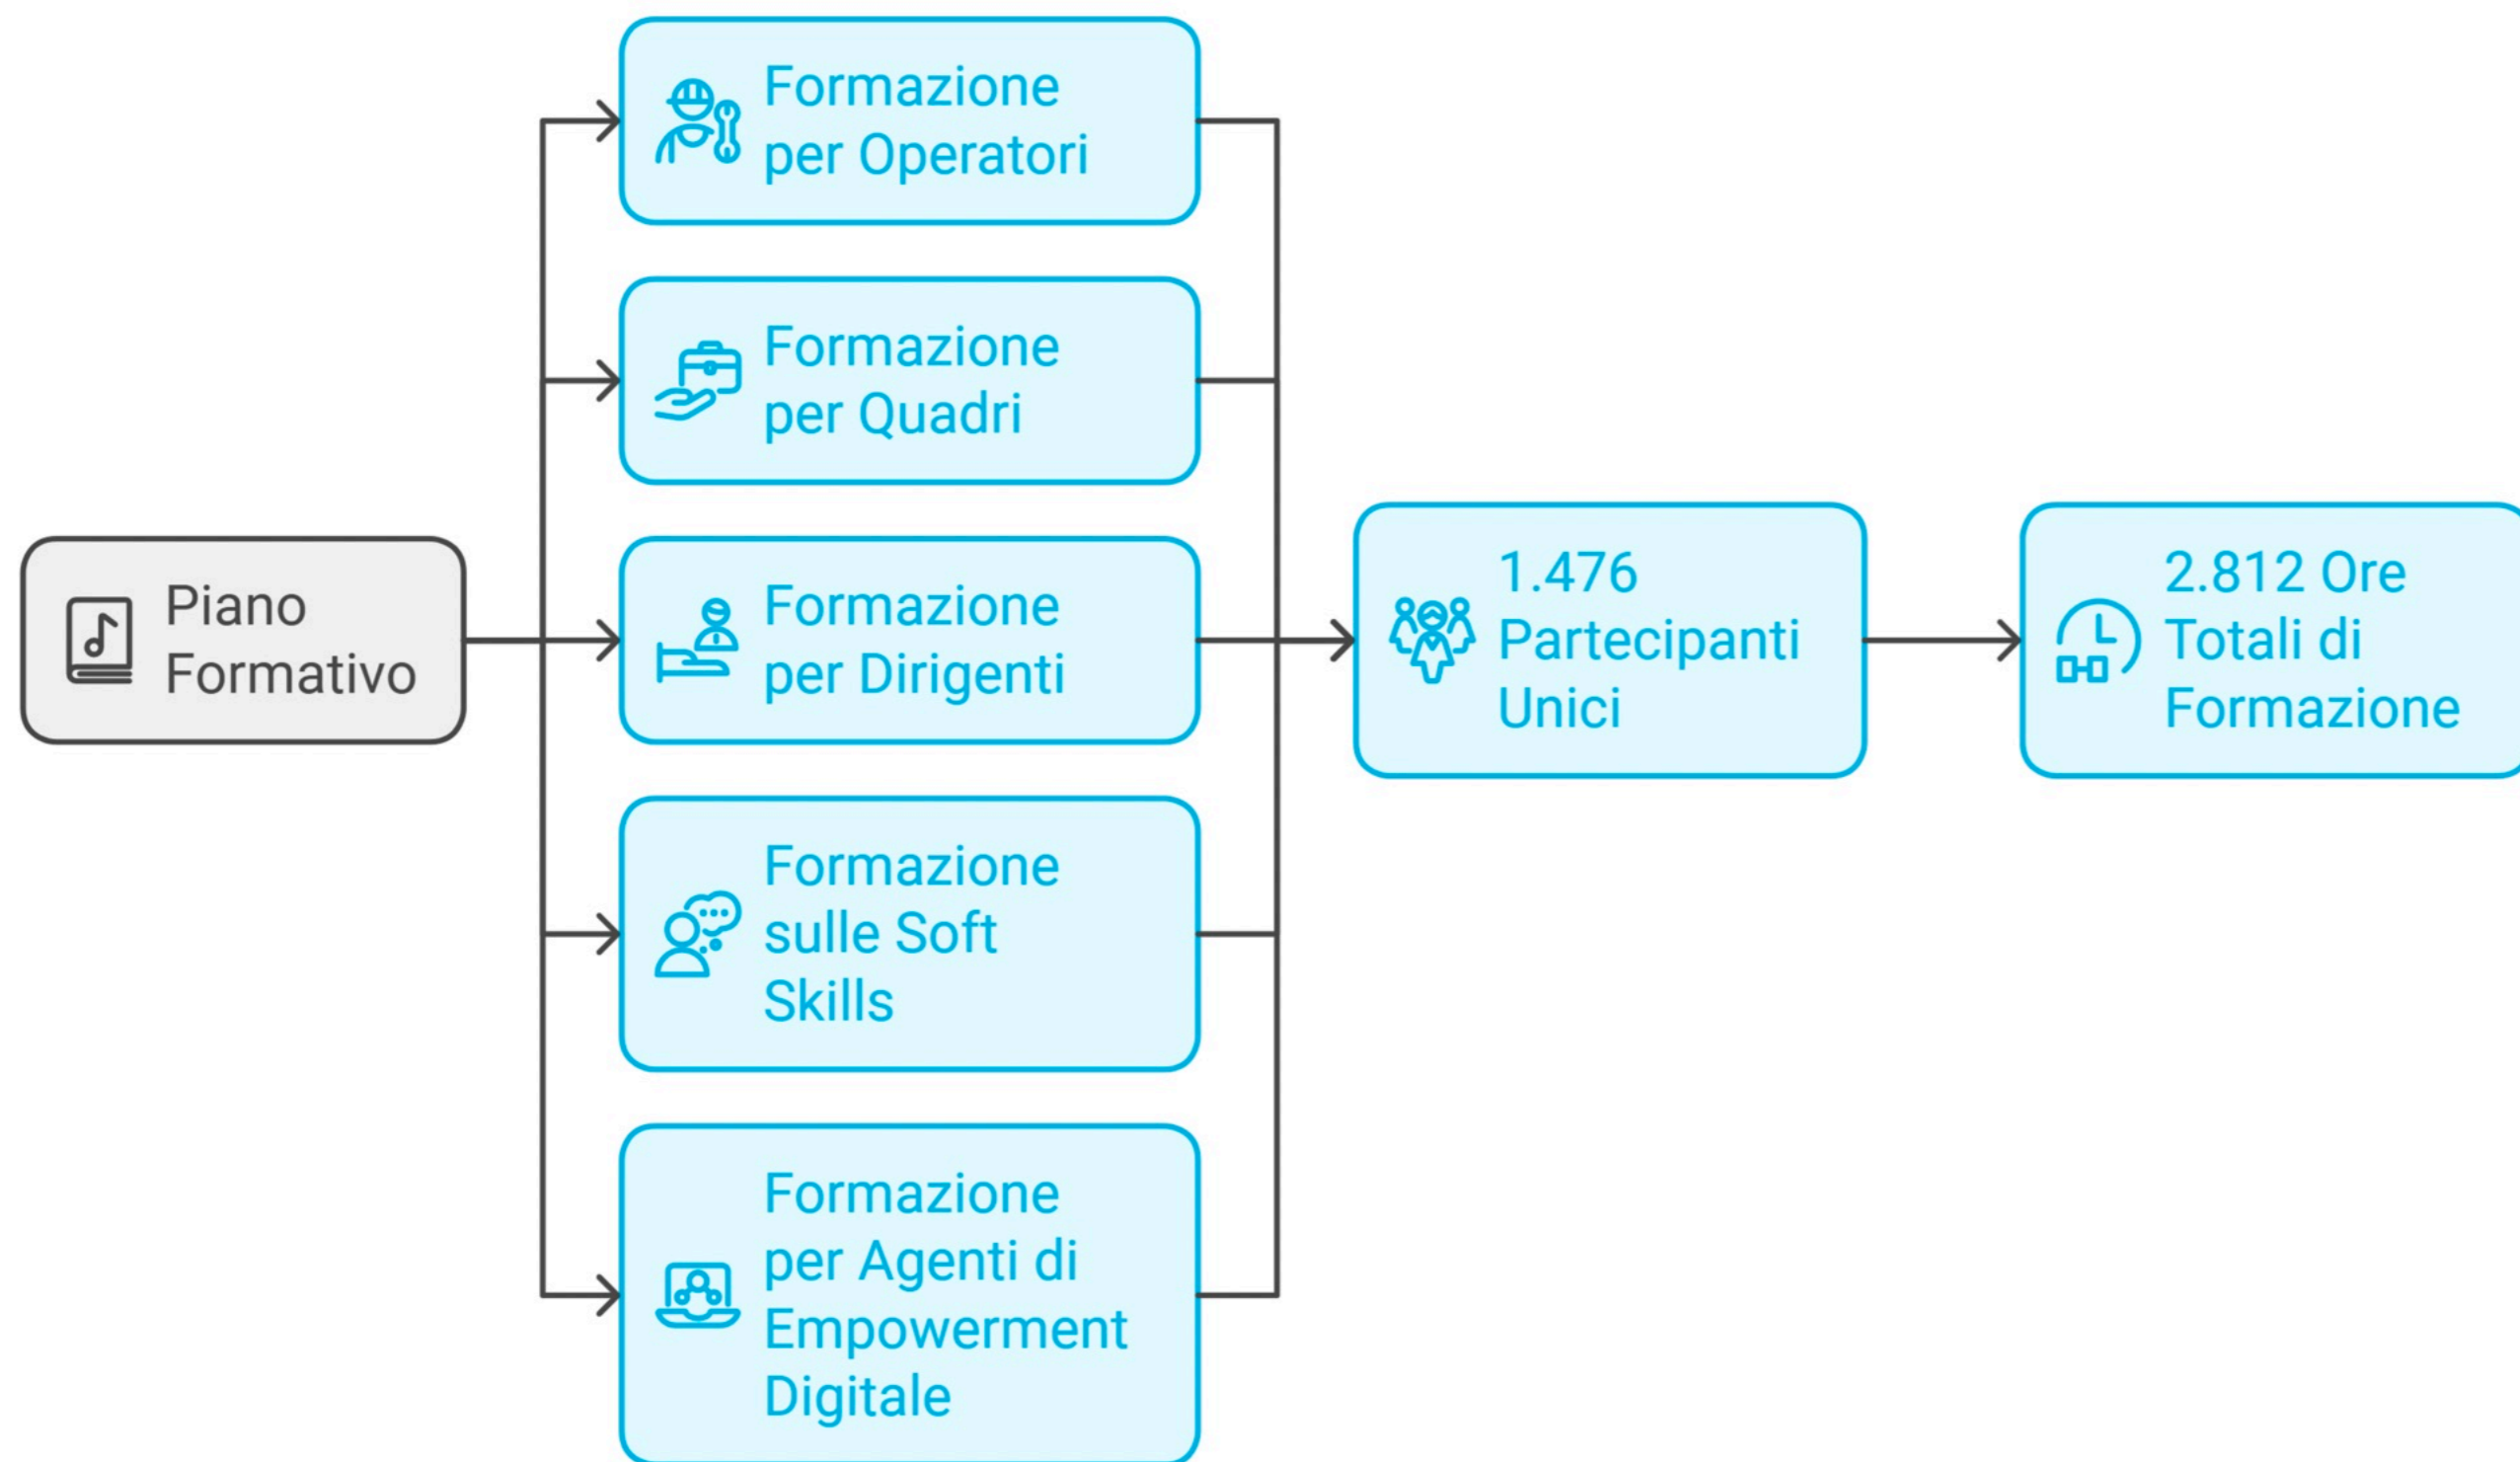 Piano
Formativo
Formazione
per Operatori
Formazione
per Quadri
Formazione
per Dirigenti
Formazione
sulle Soft
Skills
Formazione
per Agenti di
Empowerment
Digitale
1.476
Partecipanti
Unici
2.812 Ore
Totali di
Formazione